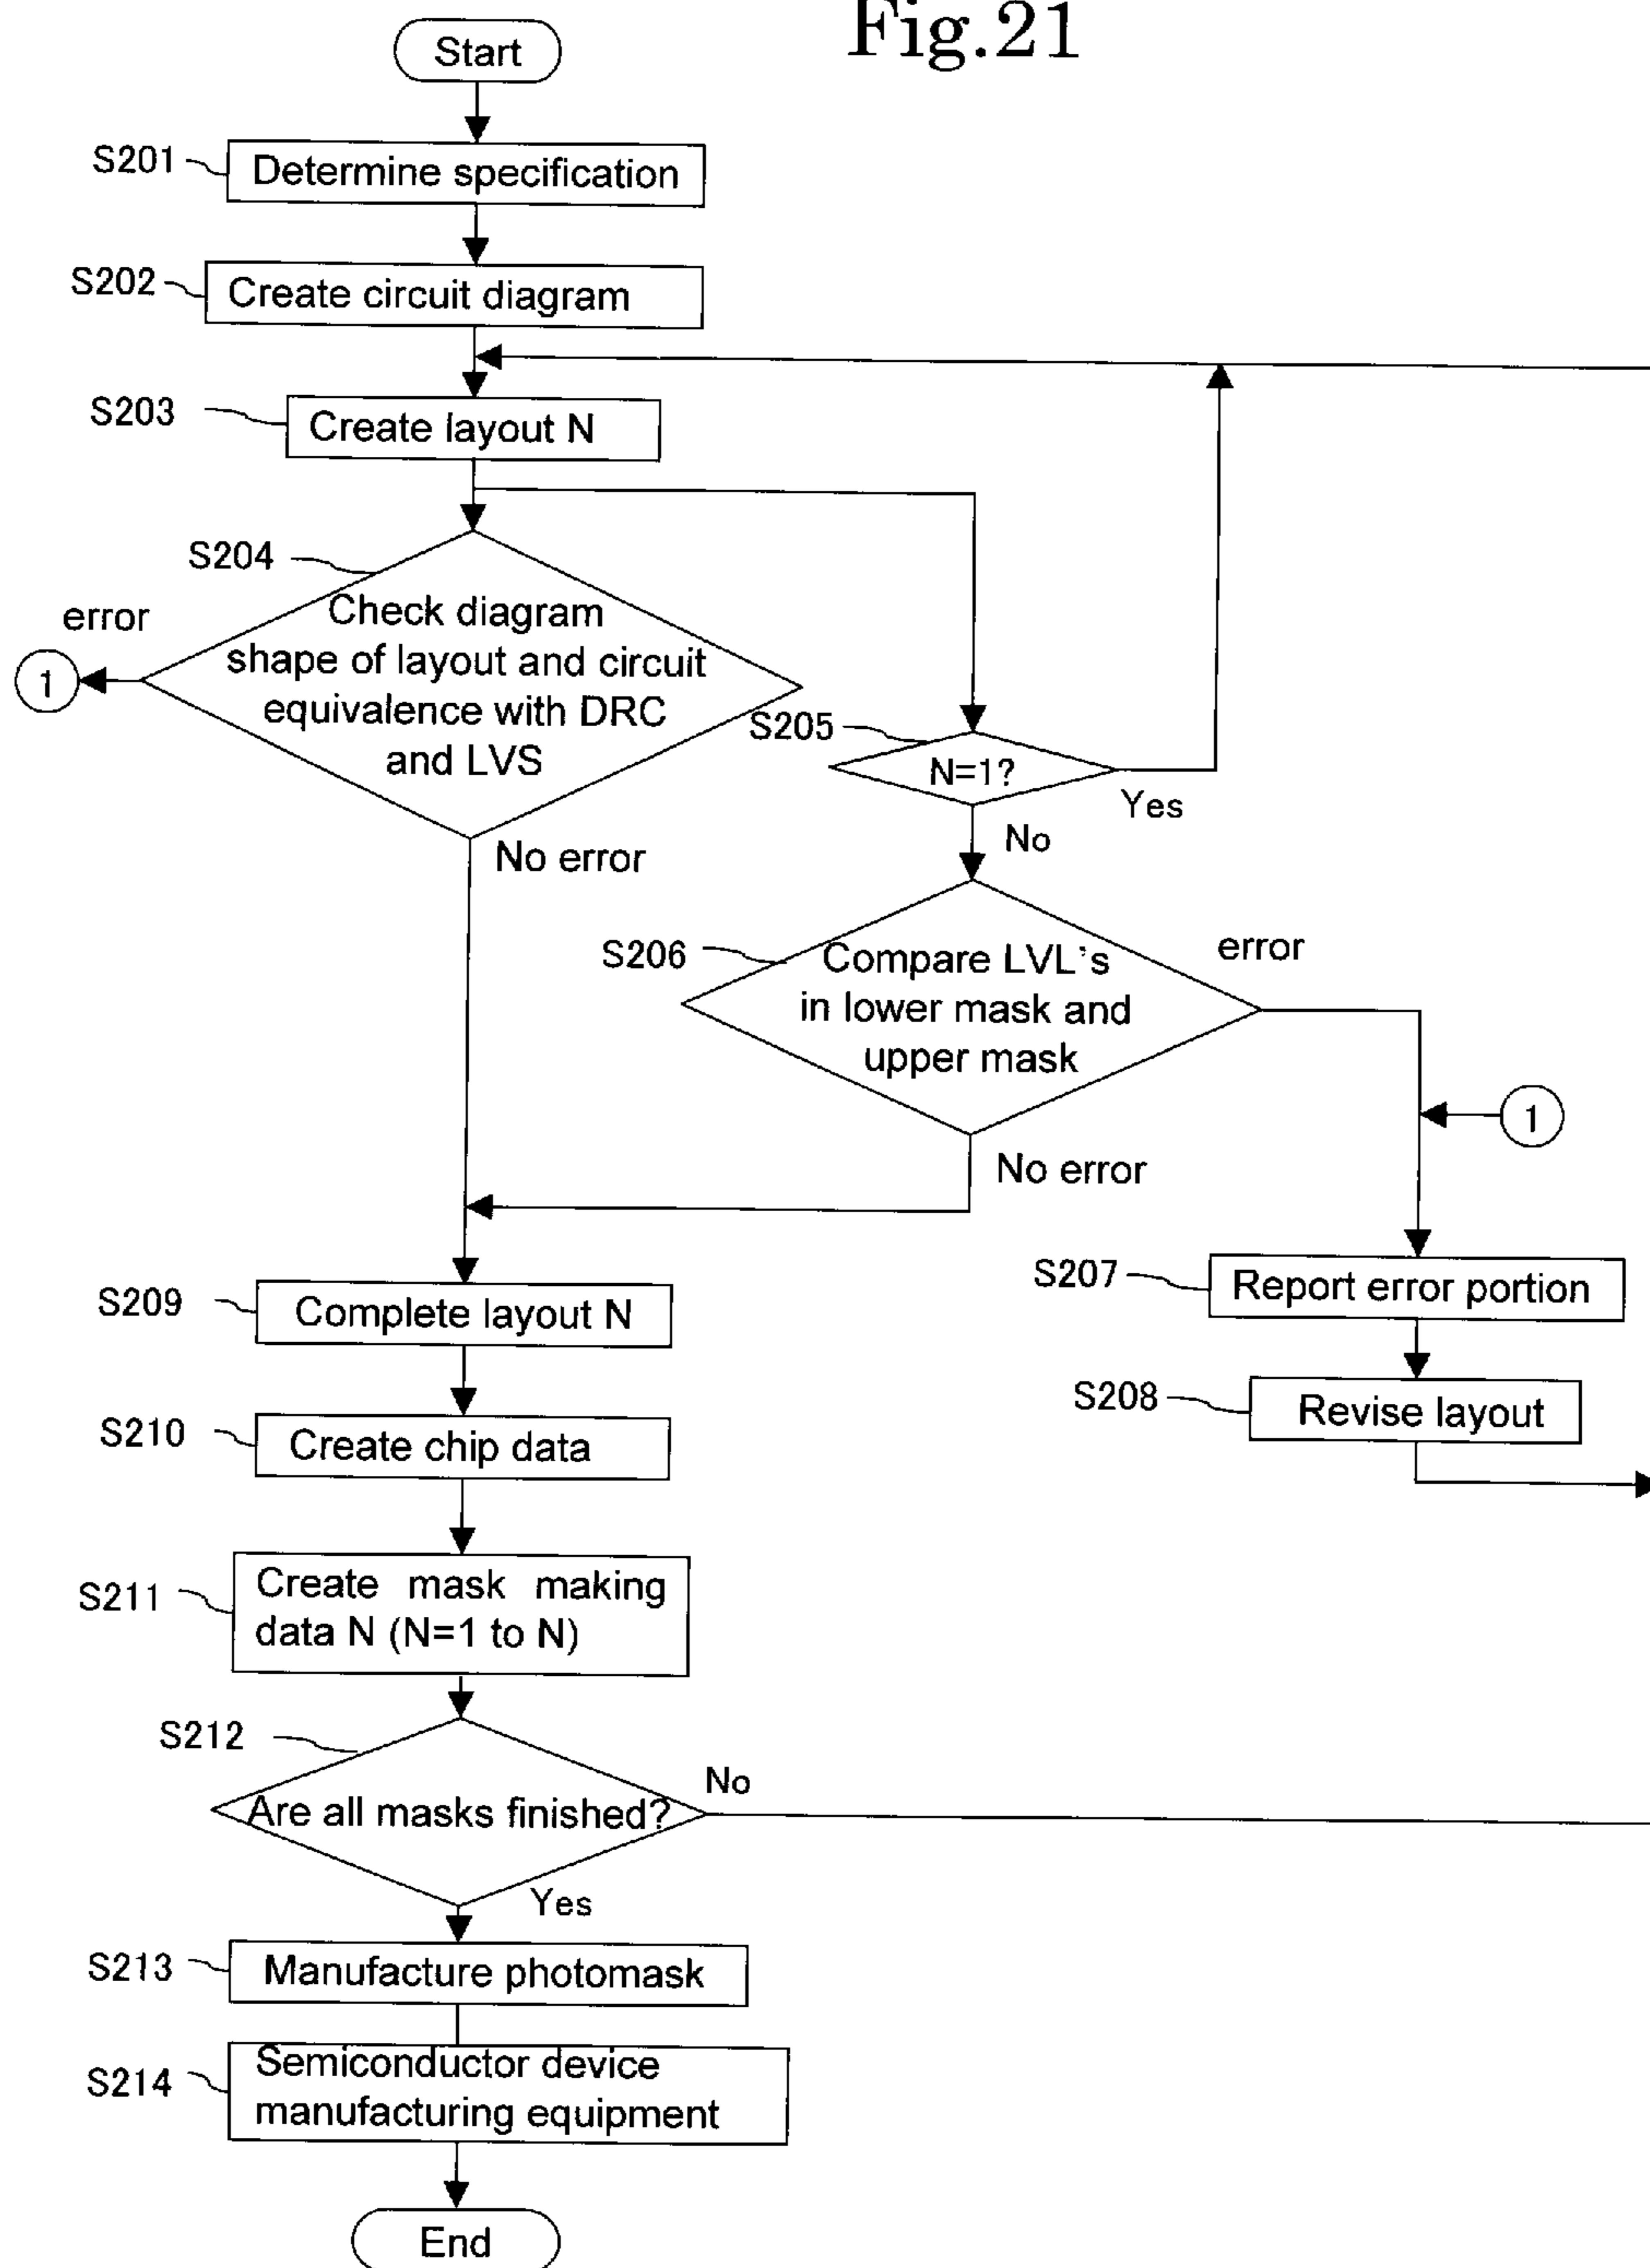 Fig.21
Start
S201
Determine specification
S202
Create circuit diagram
S203
Create layout N
S204
error
1
Check diagram
shape of layout and circuit
equivalence with DRC
and LVS
No error
S205
N=1?
Yes
No
S206
Compare LVL's
in lower mask and
upper mask
error
No error
1
S207
Report error portion
S208
Revise layout
S209
Complete layout N
S210
Create chip data
S211
Create mask making
data N (N=1 to N)
S212
Are all masks finished?
No
Yes
S213
Manufacture photomask
S214
Semiconductor device
manufacturing equipment
End